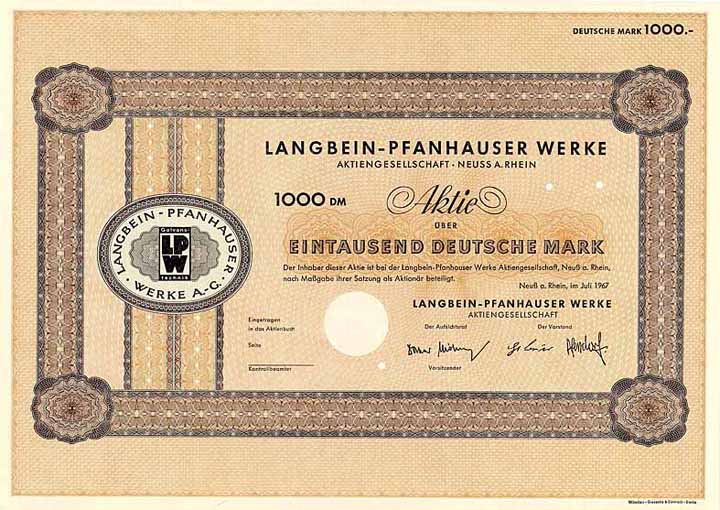 DEUTSCHE MARK 1000.-
LANGBEIN-PFANHAUSER WERKE
AKTIENGESELLSCHAFT · NEUSS A. RHEIN
1000 DM Aktie
ÜBER
EINTAUSEND DEUTSCHE MARK
Der Inhaber dieser Aktie ist bei der Langbein-Pfanhauser Werke Aktiengesellschaft, Neuß a. Rhein,
nach Maßgabe ihrer Satzung als Aktionär beteiligt.
Neuß a. Rhein, im Juli 1967
LANGBEIN-PFANHAUSER WERKE
AKTIENGESELLSCHAFT
Der Aufsichtsrat Der Vorstand
Vorsitzender
Eingetragen
in das Aktienbuch
Seite
Kontrollbeamter
LANGBEIN-PFANHAUSER
Galvano-
LPW
Technik
WERKE A.-G.